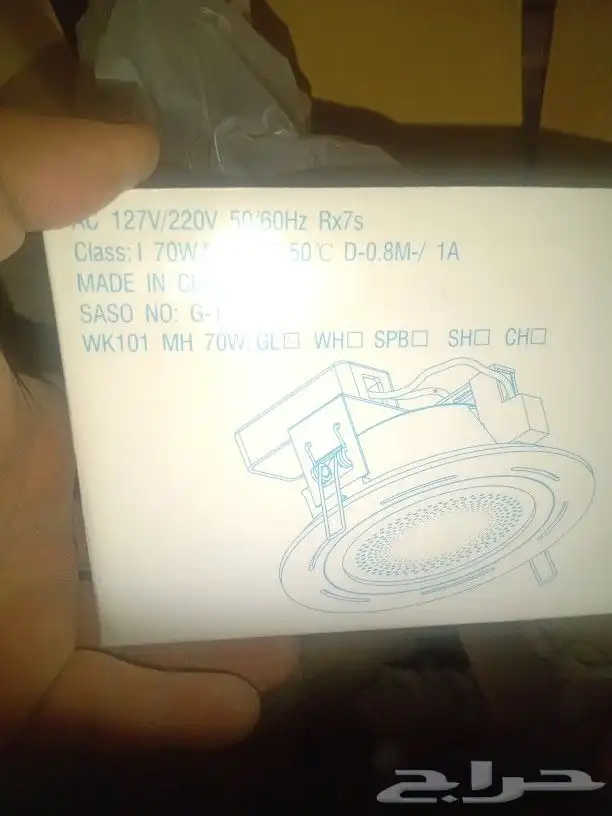 AC 127V/220V 50/60Hz Rx7s
Class: I 70W 50℃ D-0.8M-/ 1A
MADE IN
SASO NO: G-
WK101 MH 70W: GL☐ WH☐ SPB☐ SH☐ CH☐
حراج